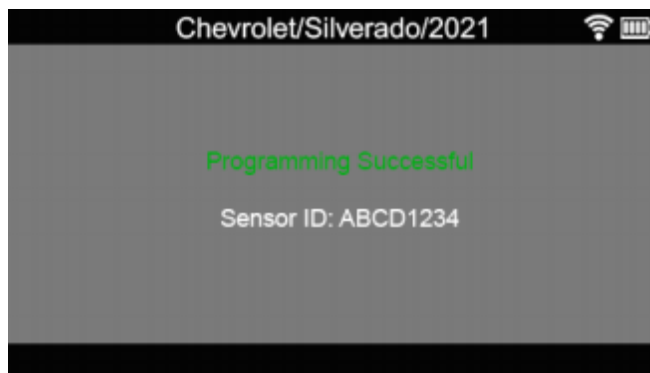 Chevrolet/Silverado/2021
Programming Successful
Sensor ID: ABCD1234